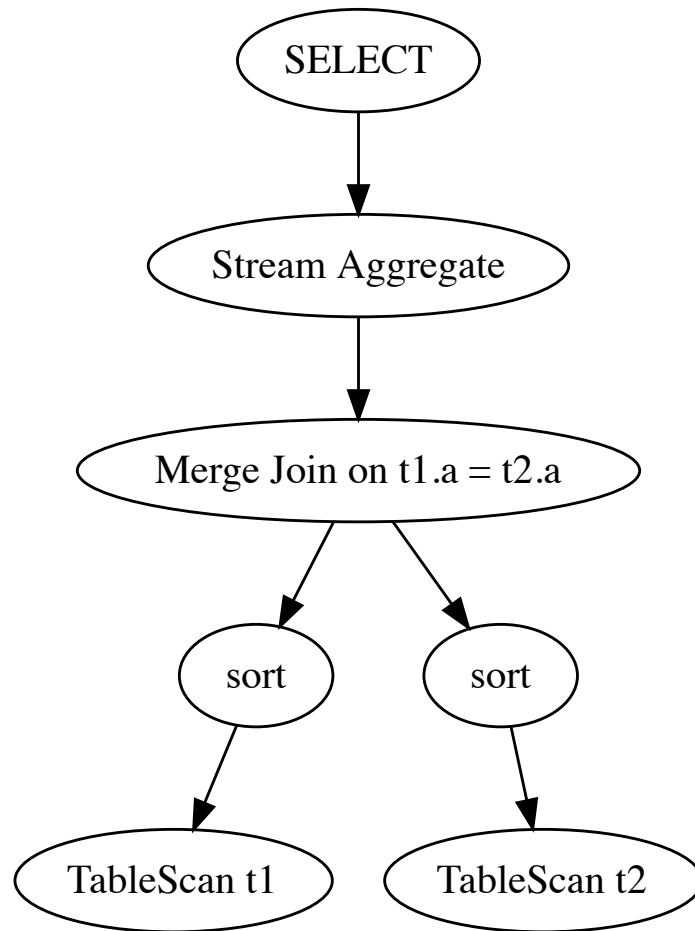 SELECT
Stream Aggregate
Merge Join on t1.a = t2.a
sort
sort
TableScan t1
TableScan t2